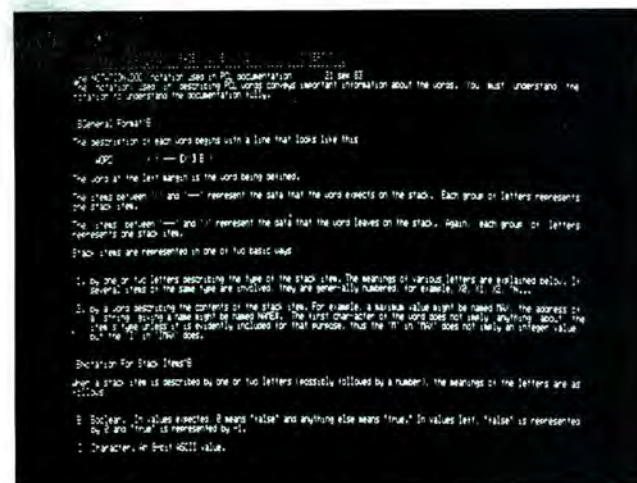 NOTATION.DOC notation used in PCL documentation 21 sem 83
The notation used in describing PCL words conveys important information about the words. You must understand the
notation to understand the documentation fully.
General Format
The description of each word begins with a line that looks like this
WORD
The word at the left margin is the word being defined.
The items between and represent the data that the word expects on the stack. Each group of letters represents
one stack item.
The items between and represent the data that the word leaves on the stack. Again, each group of letters
represents one stack item.
Stack items are represented in one of two basic ways
1. by one or two letters describing the type of the stack item. The meanings of various letters are explained below. If
several items of the same type are involved, they are generally numbered, for example,
2. by a word describing the contents of the stack item. For example, a maximum value might be named MAX, the address of
a string giving a name might be named The first character of the word does not imply anything about the
item's type unless it is evidently included for that purpose, thus the "M" in "MAX" does not imply an integer value
but the in does.
Notation For Stack Items
When a stack item is described by one or two letters (possibly followed by a number), the meanings of the letters are as
follows
B Boolean. In values expected, 0 means "false" and anything else means "true." In values left, "false" is represented
by 0 and "true" is represented by -1.
C Character. An 8-bit ASCII value.